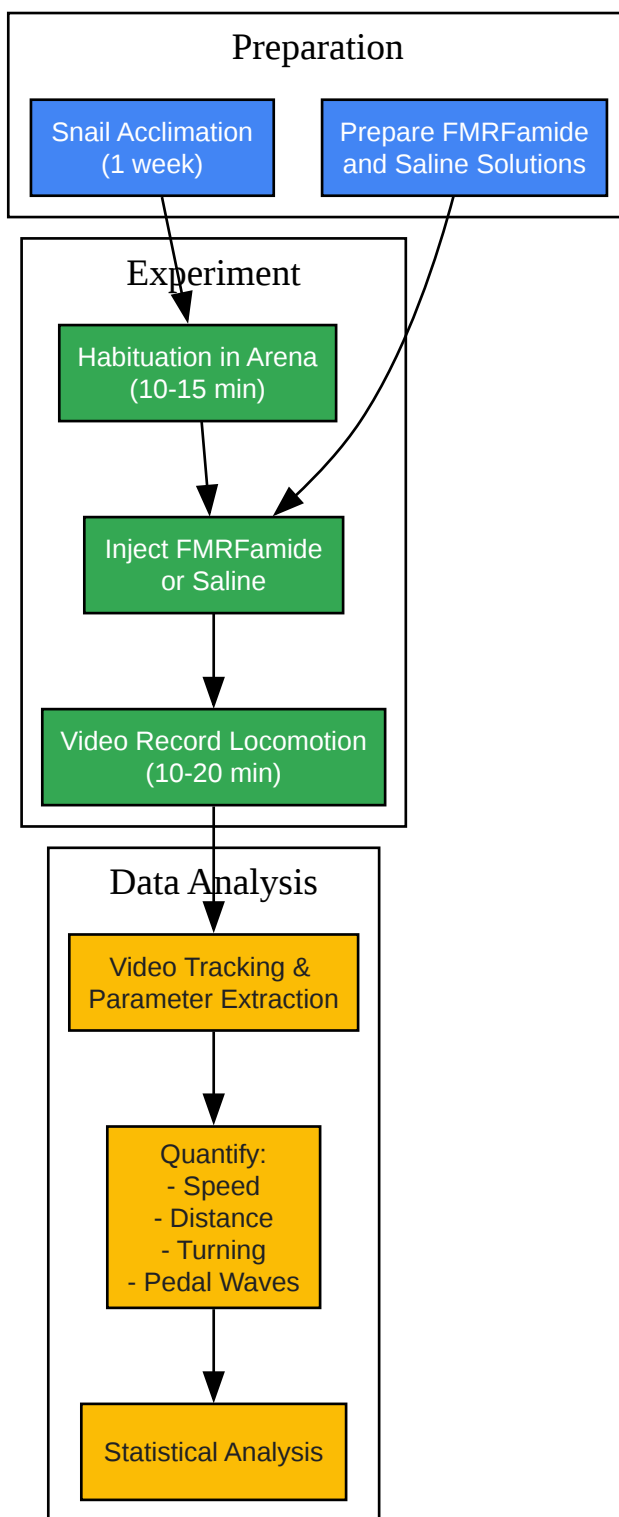 Preparation
Snail Acclimation
(1 week)
Prepare FMRFamide
and Saline Solutions
Experiment
Habituation in Arena
(10-15 min)
Inject FMRFamide
or Saline
Video Record Locomotion
(10-20 min)
Data Analysis
Video Tracking &
Parameter Extraction
Quantify:
- Speed
- Distance
- Turning
- Pedal Waves
Statistical Analysis